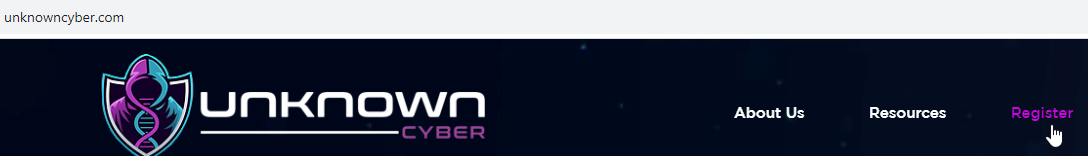 unknowncyber.com
UNKNOWN
CYBER
About Us
Resources
Register